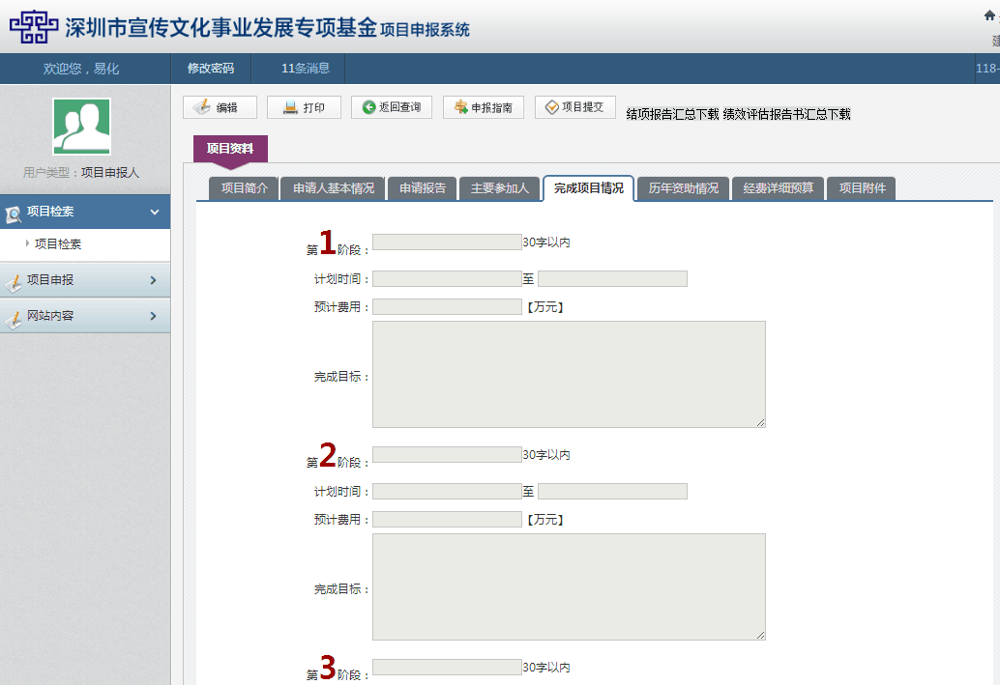 深圳市宣传文化事业发展专项基金项目申报系统
欢迎您，易化
修改密码
11条消息
118-
建
编辑
打印
返回查询
申报指南
项目提交
结项报告汇总下载 绩效评估报告书汇总下载
用户类型：项目申报人
项目检索
项目检索
项目申报
网站内容
项目资料
项目简介
申请人基本情况
申请报告
主要参加人
完成项目情况
历年资助情况
经费详细预算
项目附件
第1阶段：30字以内
计划时间：至
预计费用：【万元】
完成目标：
第2阶段：30字以内
计划时间：至
预计费用：【万元】
完成目标：
第3阶段：30字以内